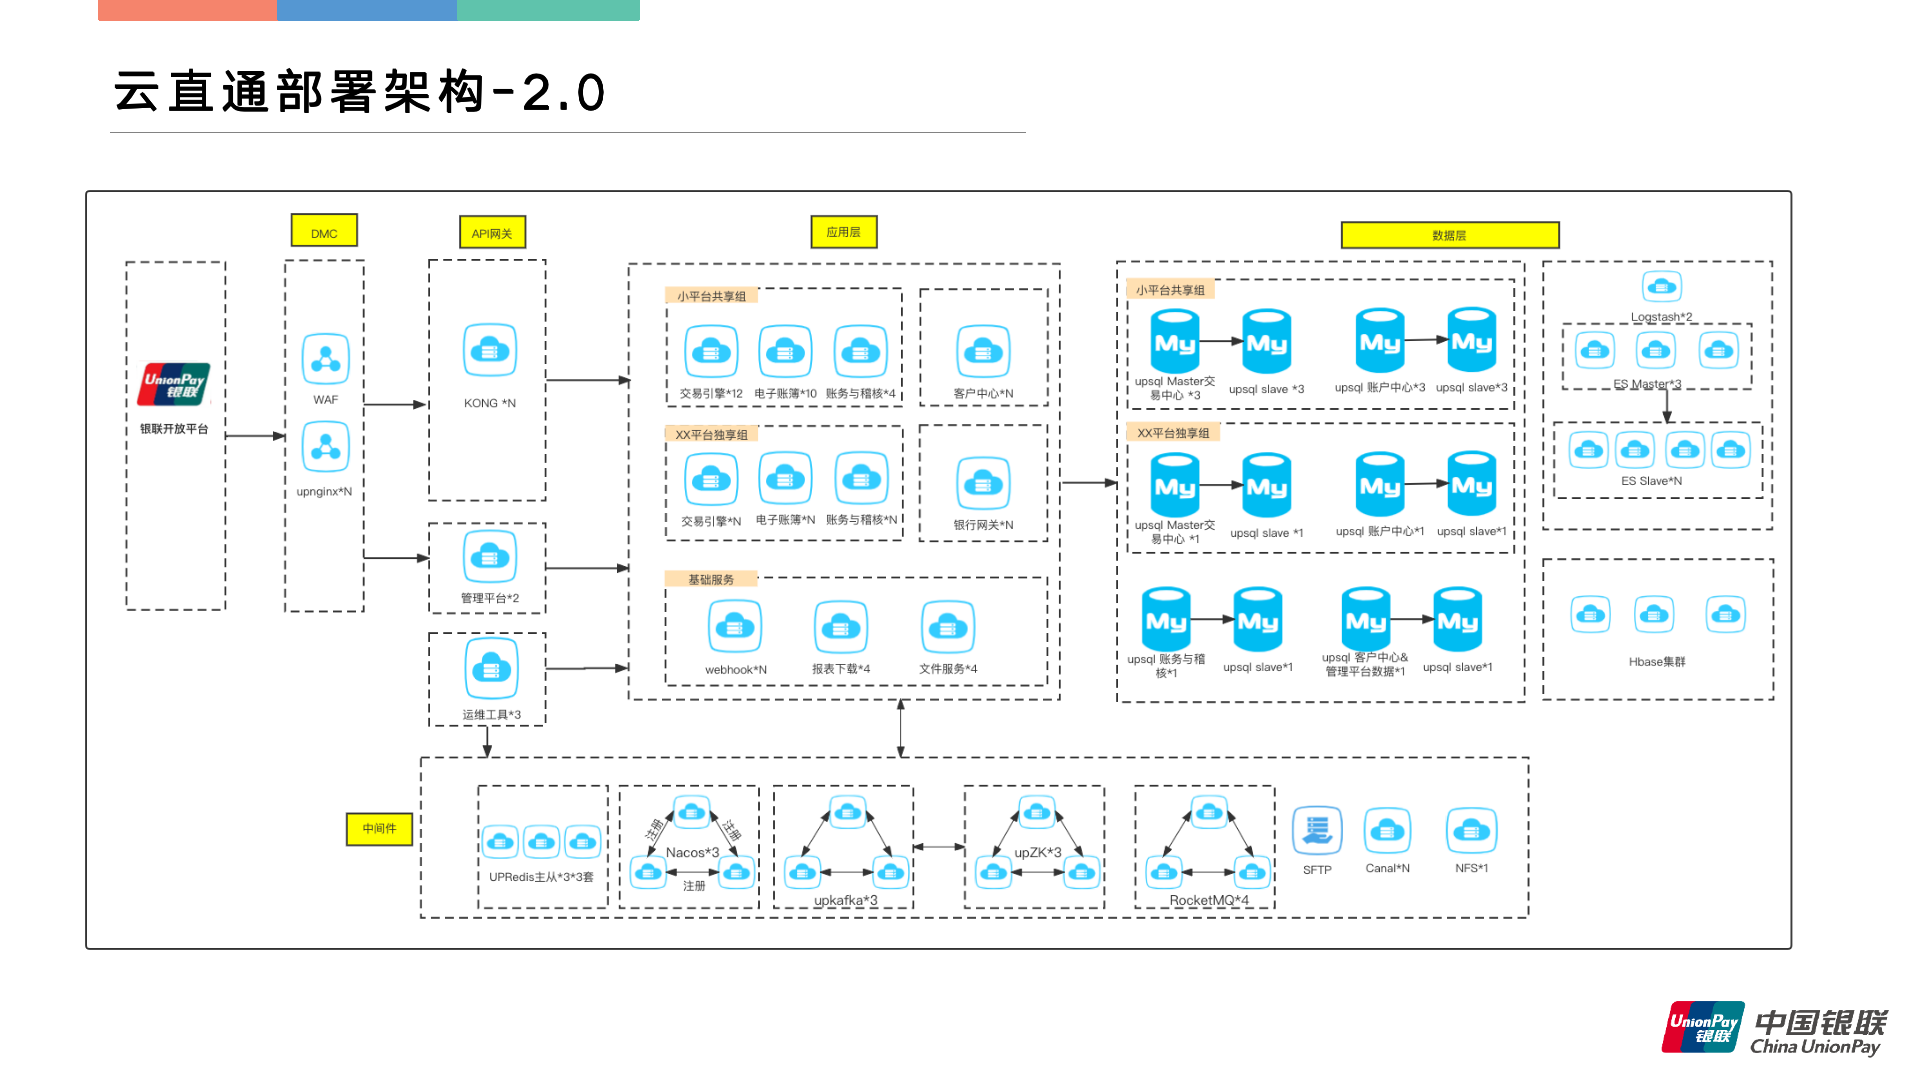 云直通部署架构-2.0
DMC
API网关
应用层
数据层
UnionPay
银联
银联开放平台
WAF
upnginx*N
KONG *N
管理平台*2
运维工具*3
小平台共享组
交易引擎*12
电子账簿*10
账务与稽核*4
客户中心*N
XX平台独享组
交易引擎*N
电子账簿*N
账务与稽核*N
银行网关*N
基础服务
webhook*N
报表下载*4
文件服务*4
小平台共享组
My
My
My
My
upsql Master交
易中心 *3
upsql slave *3
upsql 账户中心*3
upsql slave*3
XX平台独享组
My
My
My
My
upsql Master交
易中心 *1
upsql slave *1
upsql 账户中心*1
upsql slave*1
My
My
My
My
upsql 账务与稽
核*1
upsql slave*1
upsql 客户中心&
管理平台数据*1
upsql slave*1
Logstash*2
ES Master*3
ES Slave*N
Hbase集群
中间件
UPRedis主从*3*3套
注册
注册
Nacos*3
注册
upkafka*3
upZK*3
RocketMQ*4
SFTP
Canal*N
NFS*1
UnionPay
银联
中国银联
China UnionPay